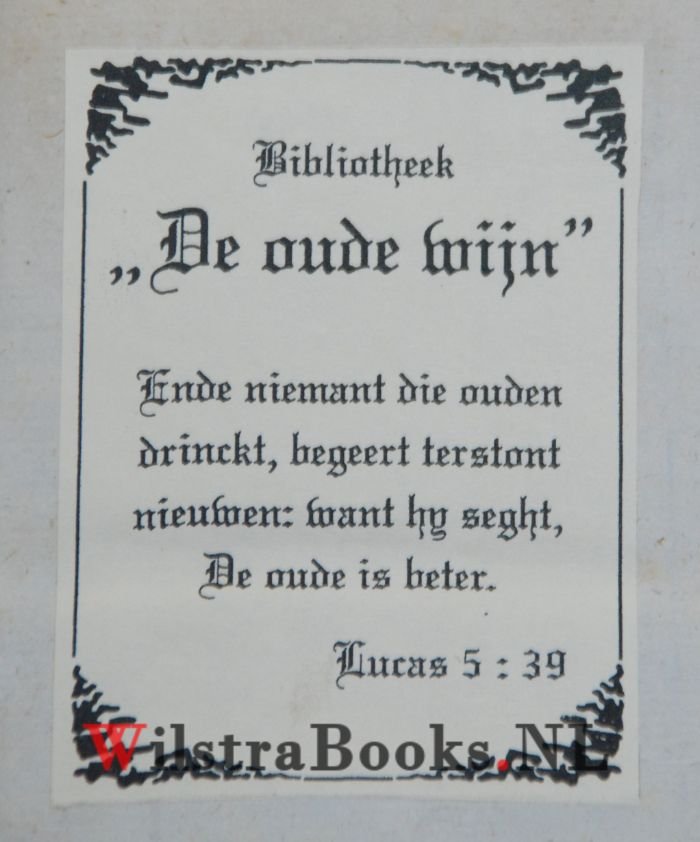 Bibliotheek
„De oude wijn”
Ende niemant die ouden
drinckt, begeert terstont
nieuwen: want hy seght,
De oude is beter.
Lucas 5 : 39
WilstraBooks.NL